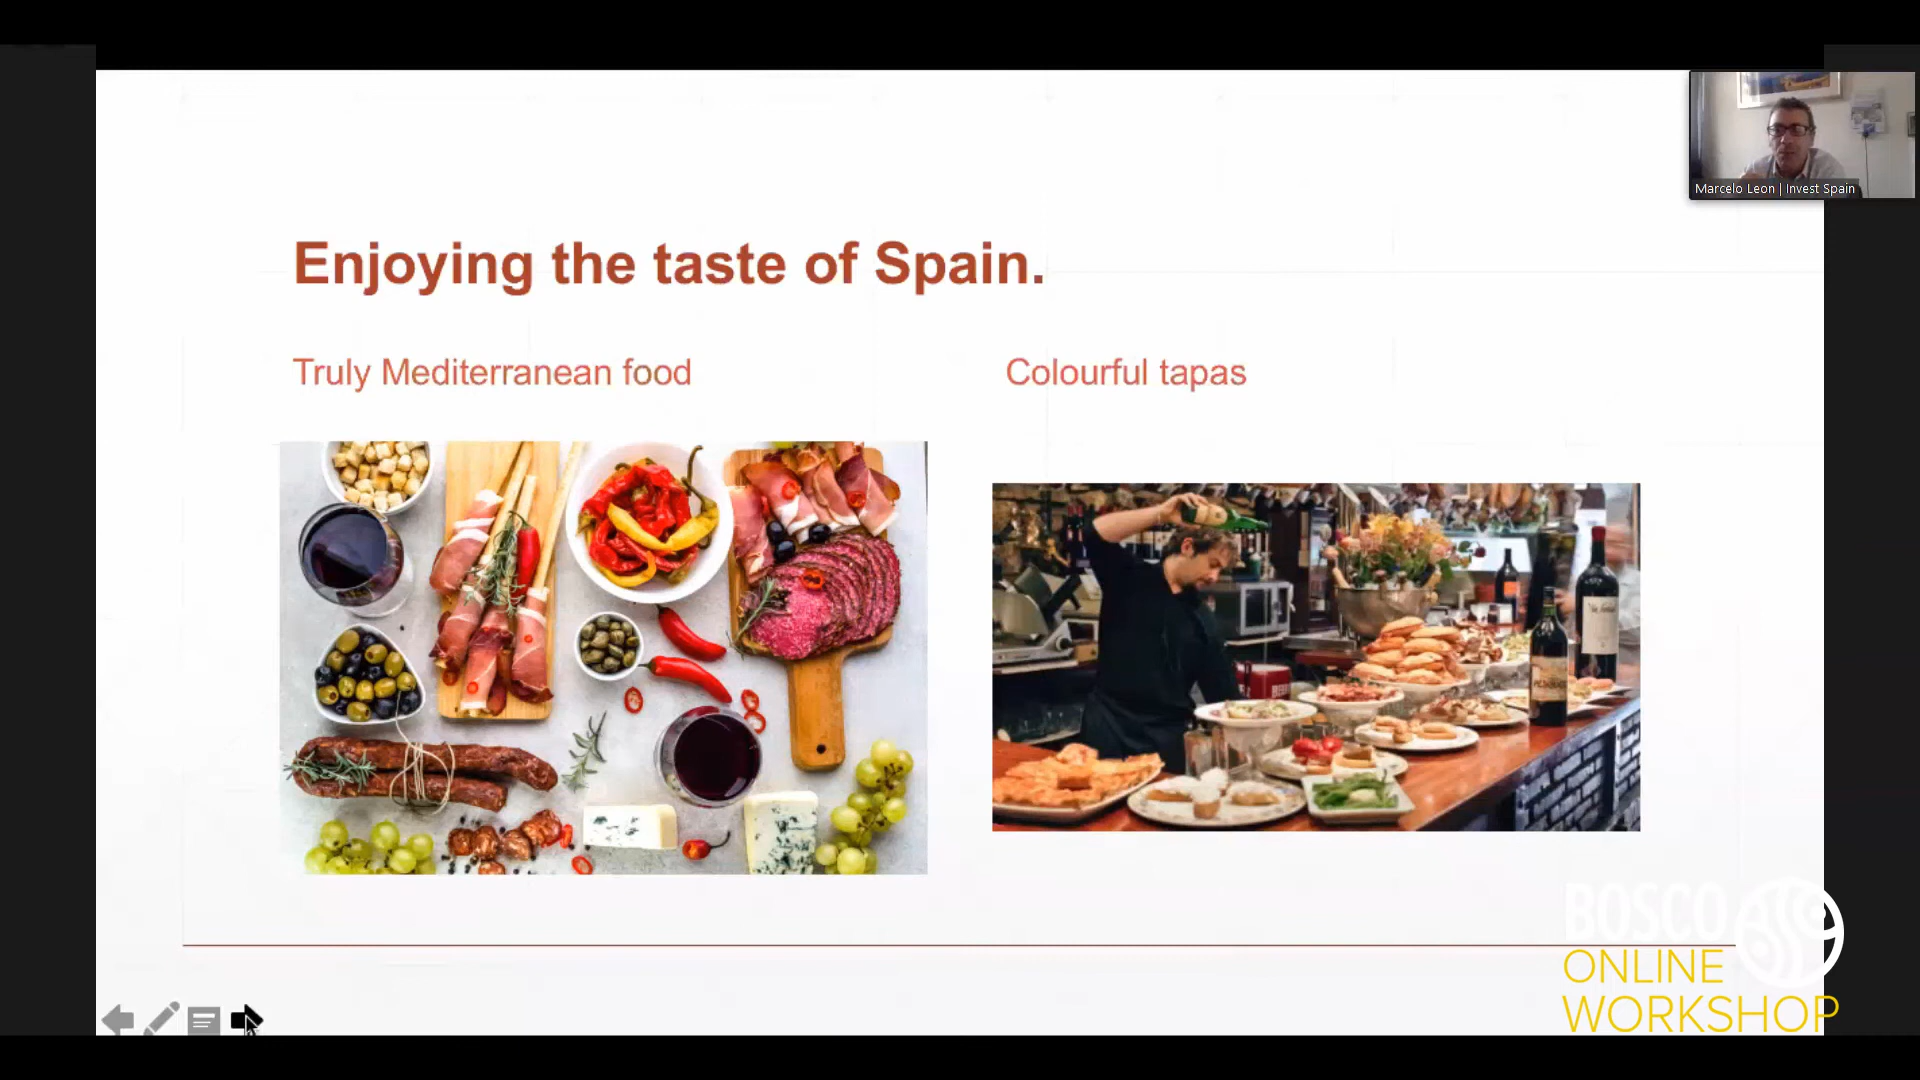 Marcelo Leon | Invest Spain
Enjoying the taste of Spain.
Truly Mediterranean food
Colourful tapas
BOSCO
ONLINE
WORKSHOP